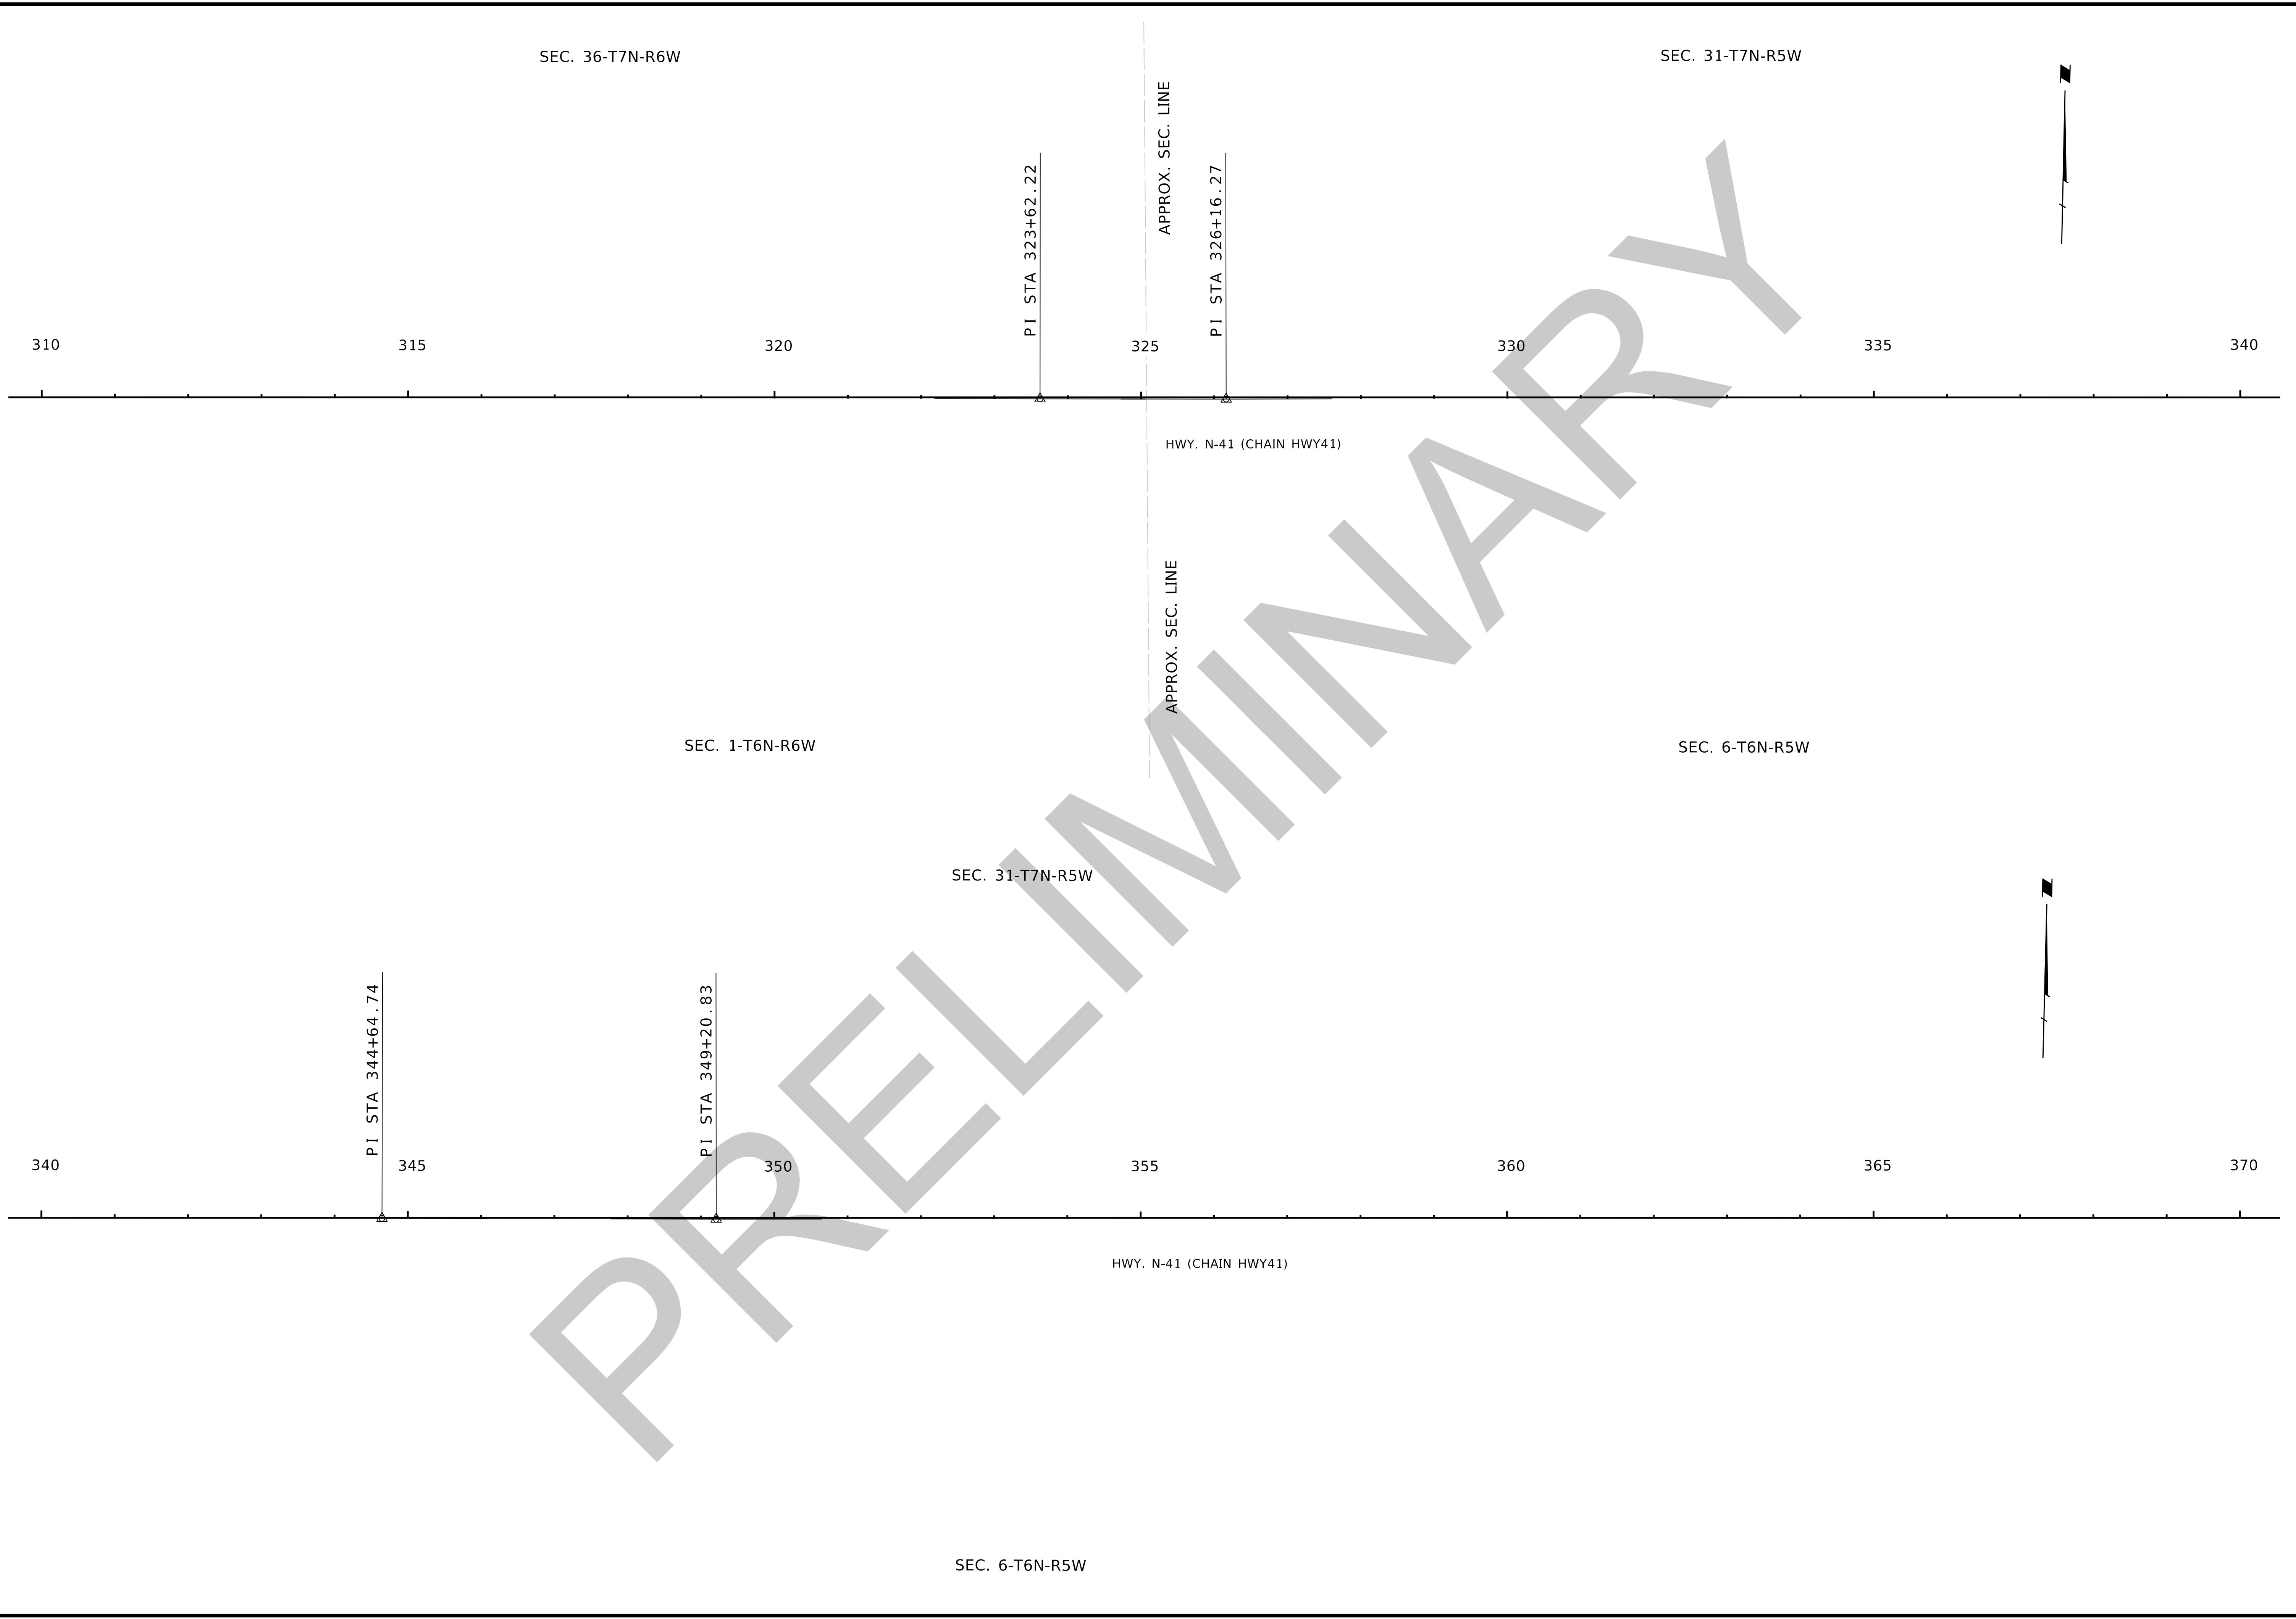 SEC. 36-T7N-R6W
SEC. 31-T7N-R5W
N
APPROX. SEC. LINE
PI STA 323+62.22
PI STA 326+16.27
310 315 320 325 330 335 340
HWY. N-41 (CHAIN HWY41)
APPROX. SEC. LINE
SEC. 1-T6N-R6W
SEC. 6-T6N-R5W
SEC. 31-T7N-R5W
N
PI STA 344+64.74
PI STA 349+20.83
340 345 350 355 360 365 370
HWY. N-41 (CHAIN HWY41)
SEC. 6-T6N-R5W
PRELIMINARY